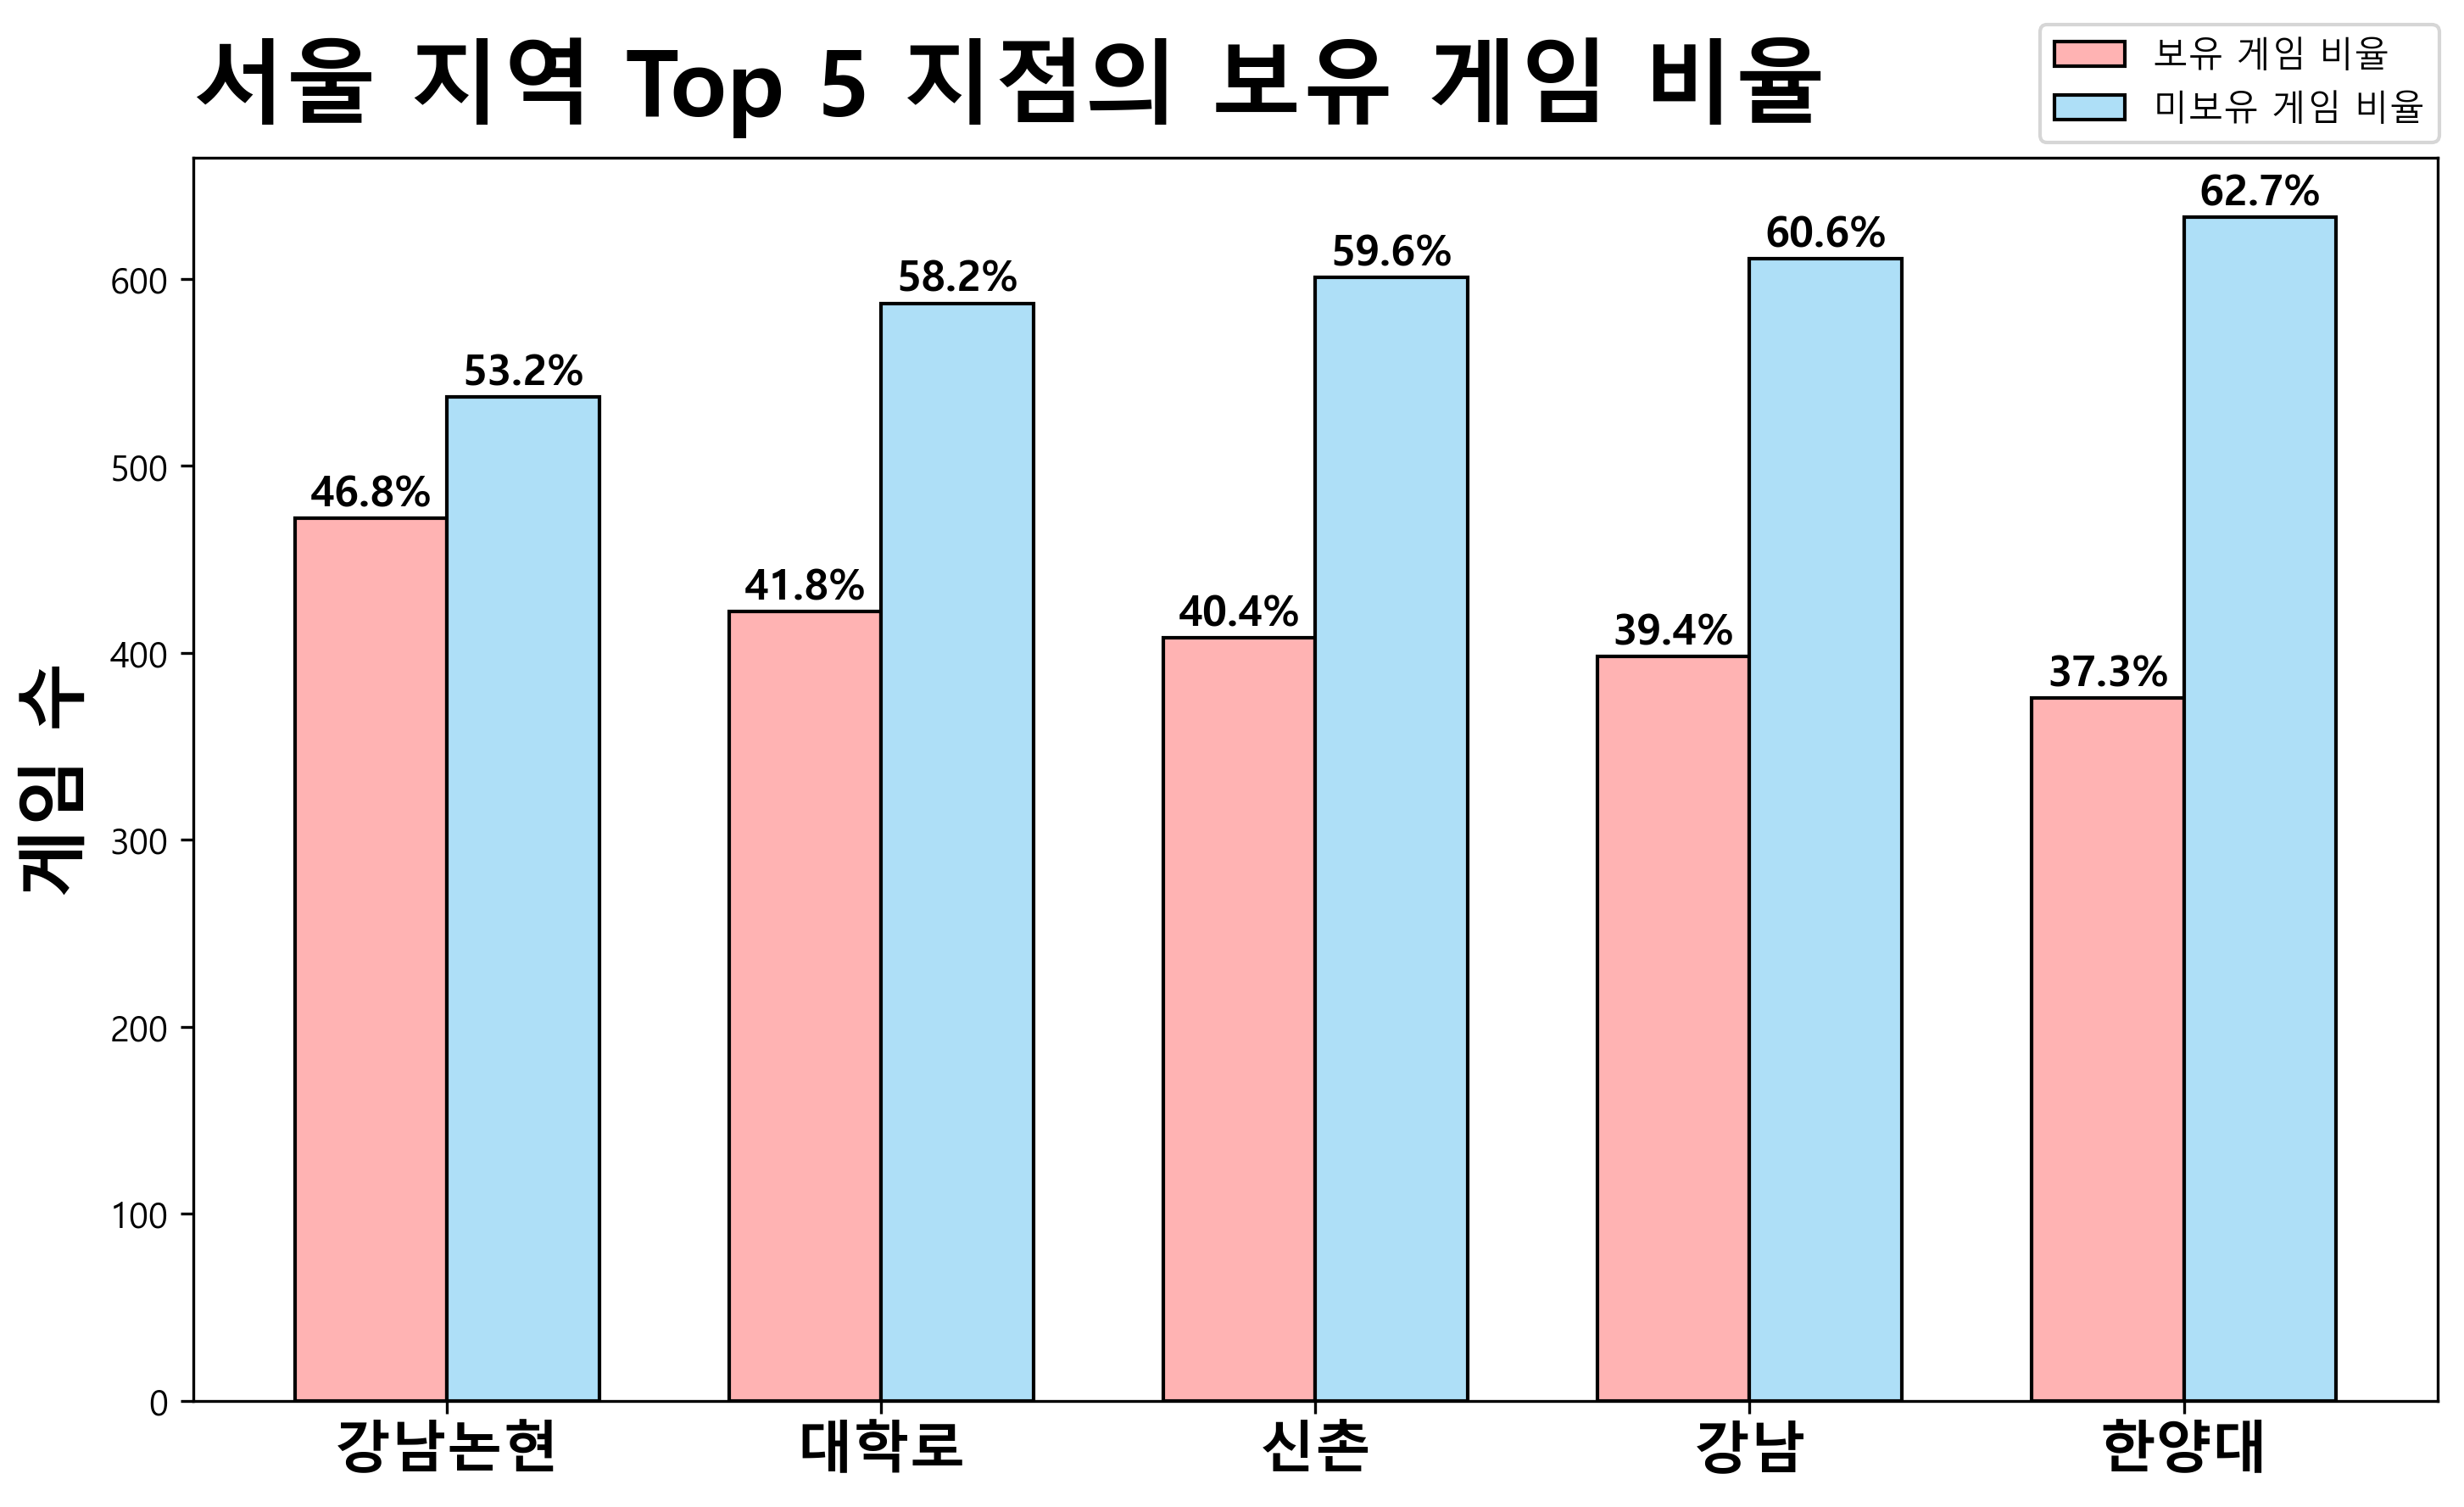 서울 지역 Top 5 지점의 보유 게임 비율
보유 게임 비율
미보유 게임 비율
게임 수
600
500
400
300
200
100
0
46.8%
53.2%
41.8%
58.2%
40.4%
59.6%
39.4%
60.6%
37.3%
62.7%
강남논현
대학로
신촌
강남
한양대